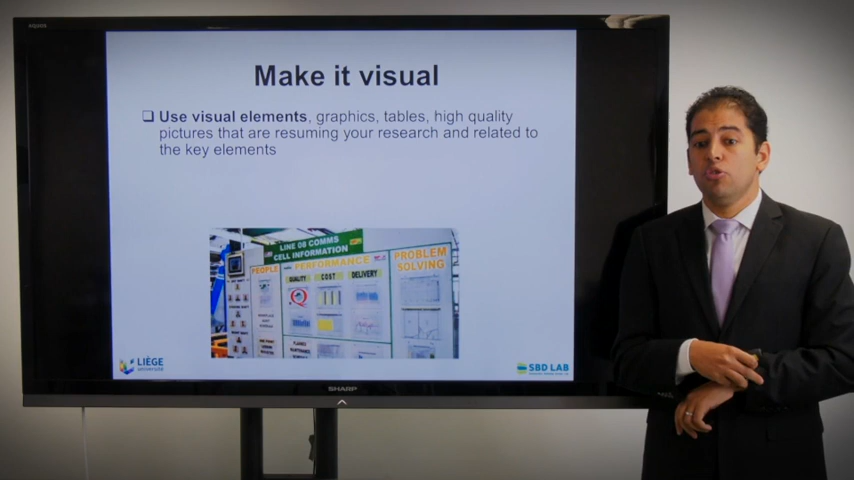 Make it visual
❑ Use visual elements, graphics, tables, high quality
pictures that are resuming your research and related to
the key elements
LINE 08 COMMS
CELL INFORMATION
PEOPLE
PERFORMANCE
PROBLEM
SOLVING
QUALITY
COST
DELIVERY
Q
LIÈGE
université
SBD LAB
SHARP